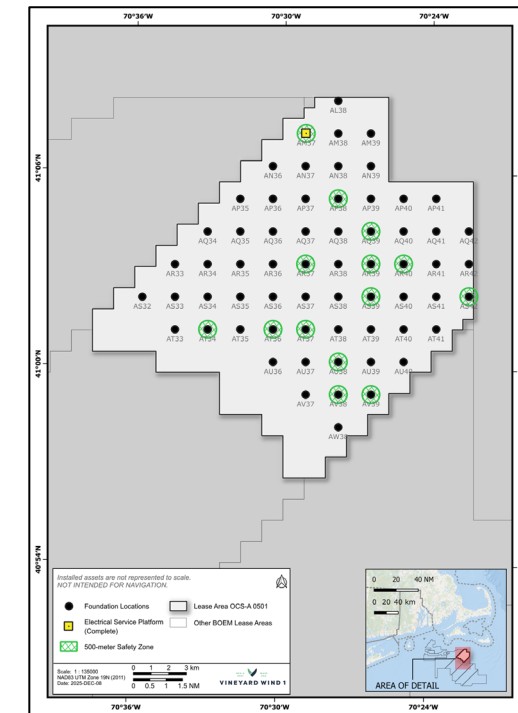 70°36'W 70°30'W 70°24'W
AL38
AM37 AM38 AM39
41°06'N
AN36 AN37 AN38 AN39
AP35 AP36 AP37 AP38 AP39 AP40 AP41
AQ34 AQ35 AQ36 AQ37 AQ38 AQ39 AQ40 AQ41 AQ42
AR33 AR34 AR35 AR36 AR37 AR38 AR39 AR40 AR41 AR42
AS32 AS33 AS34 AS35 AS36 AS37 AS38 AS39 AS40 AS41 AS42
AT33 AT34 AT35 AT36 AT37 AT38 AT39 AT40 AT41
41°00'N
AU36 AU37 AU38 AU39 AU40
AV37 AV38 AV39
AW38
40°54'N
Installed assets are not represented to scale.
NOT INTENDED FOR NAVIGATION.
Foundation Locations
Lease Area OCS-A 0501
Electrical Service Platform
(Complete)
Other BOEM Lease Areas
500-meter Safety Zone
Scale: 1 : 135000
NAD83 UTM Zone 19N (2011)
Date: 2025-DEC-08
0 1 2 3 km
0 0.5 1 1.5 NM
VINEYARD WIND 1
0 20 40 NM
0 20 40 km
AREA OF DETAIL
70°36'W 70°30'W 70°24'W